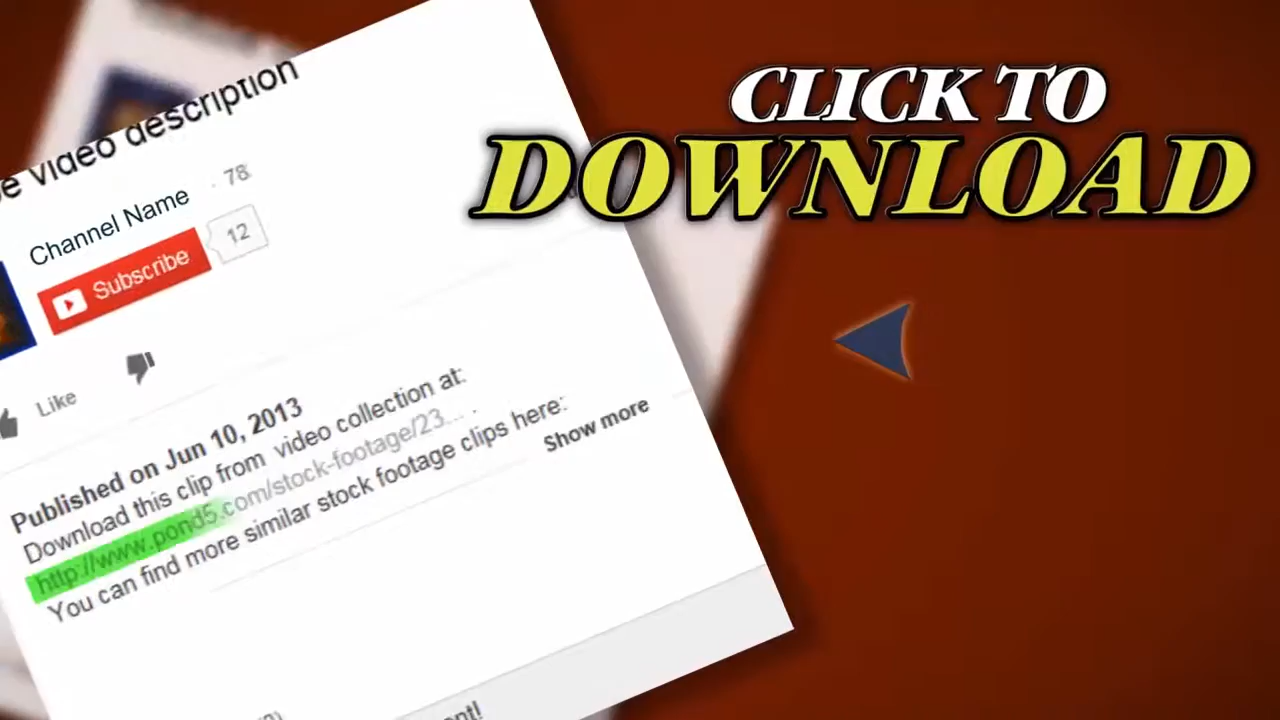 CLICK TO
DOWNLOAD
video description
Channel Name
78
Subscribe
12
Like
Published on Jun 10, 2013
Download this clip from video collection at:
http://www.pond5.com/stock-footage/23...
You can find more similar stock footage clips here:
Show more